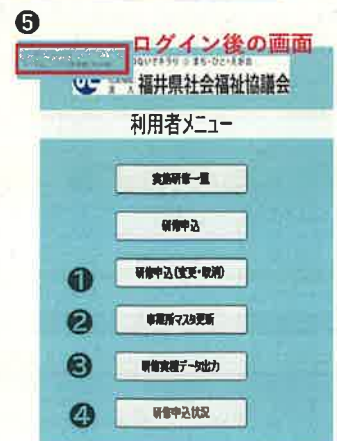 ❺
ログイン後の画面
福井県社会福祉協議会
利用者メニュー
実施研修一覧
研修申込
❶ 研修申込(変更・取消)
❷ 事業所マスタ更新
❸ 研修実績データ出力
❹ 研修申込状況